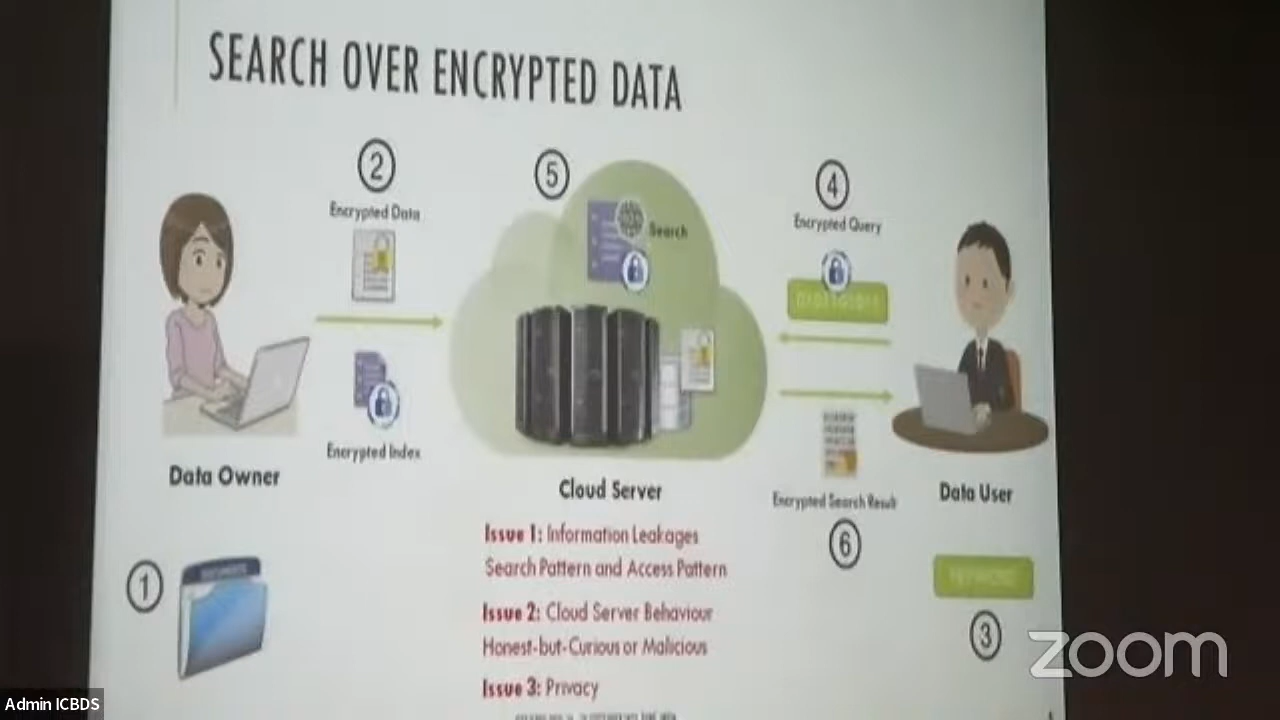 SEARCH OVER ENCRYPTED DATA
2
Encrypted Data
5
Search
4
Encrypted Query
Encrypted Index
Data Owner
Cloud Server
Encrypted Search Result
Data User
6
1
3
Issue 1: Information Leakages
Search Pattern and Access Pattern
Issue 2: Cloud Server Behaviour
Honest-but-Curious or Malicious
Issue 3: Privacy
zoom
Admin ICBDS